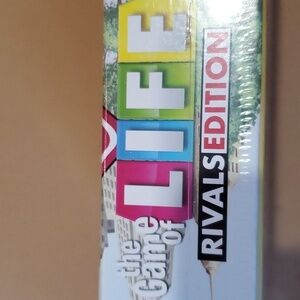 the
Game
OF
LIFE
RIVALS EDITION